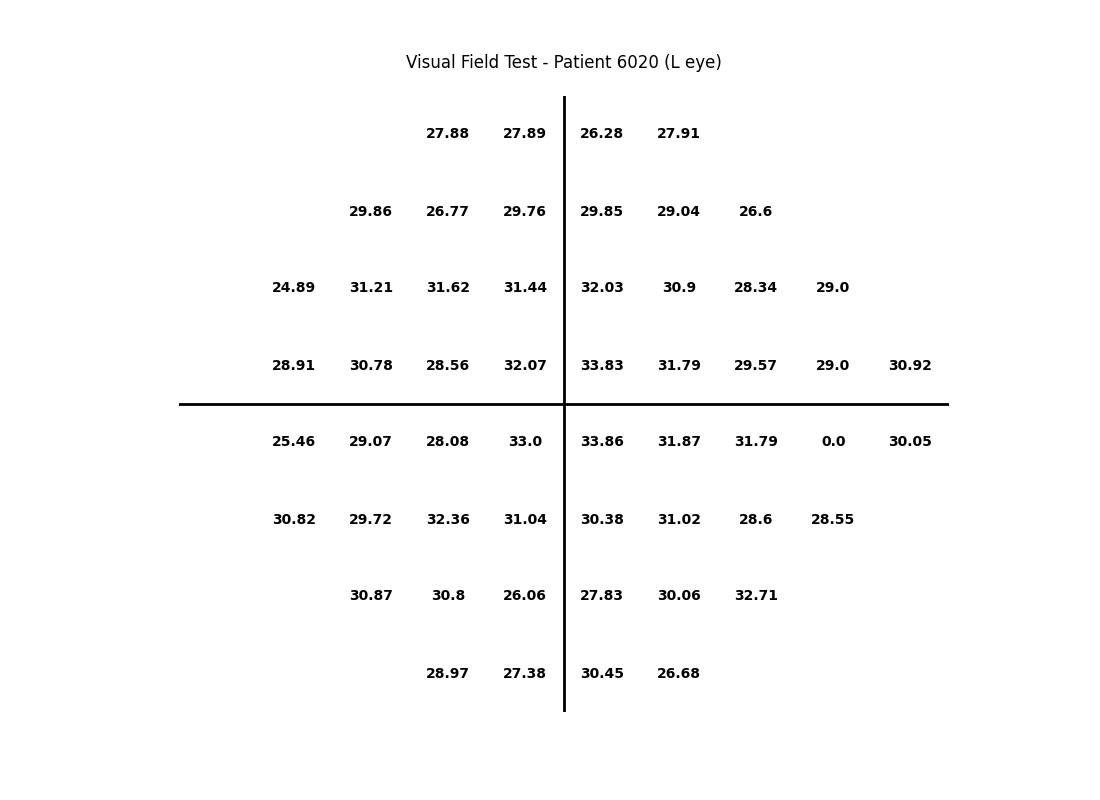 Visual Field Test - Patient 6020 (L eye)
27.88 27.89 26.28 27.91
29.86 26.77 29.76 29.85 29.04 26.6
24.89 31.21 31.62 31.44 32.03 30.9 28.34 29.0
28.91 30.78 28.56 32.07 33.83 31.79 29.57 29.0 30.92
25.46 29.07 28.08 33.0 33.86 31.87 31.79 0.0 30.05
30.82 29.72 32.36 31.04 30.38 31.02 28.6 28.55
30.87 30.8 26.06 27.83 30.06 32.71
28.97 27.38 30.45 26.68